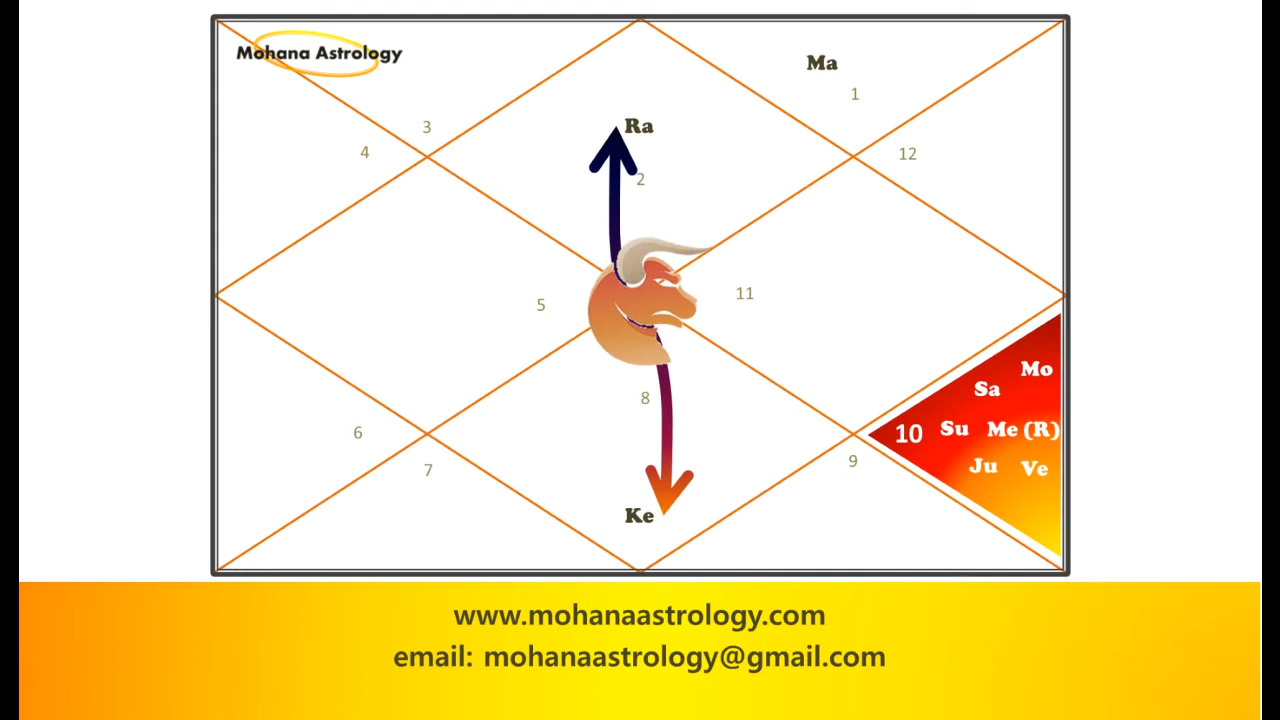 Mohana Astrology
Ma
1
3
Ra
4
12
2
11
5
Mo
Sa
8
10 Su Me (R)
6
9
7
Ju Ve
Ke
www.mohanaastrology.com
email: mohanaastrology@gmail.com